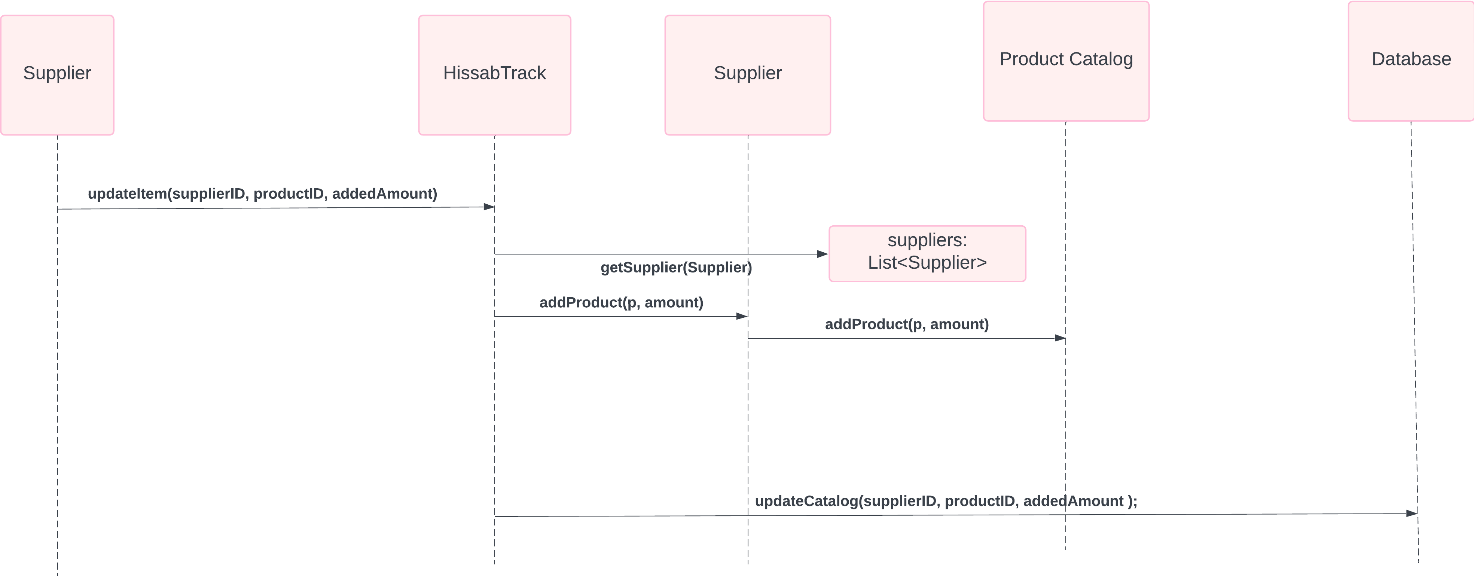 Supplier
HissabTrack
Supplier
Product Catalog
Database
updateItem(supplierID, productID, addedAmount)
suppliers:
List<Supplier>
getSupplier(Supplier)
addProduct(p, amount)
addProduct(p, amount)
updateCatalog(supplierID, productID, addedAmount );